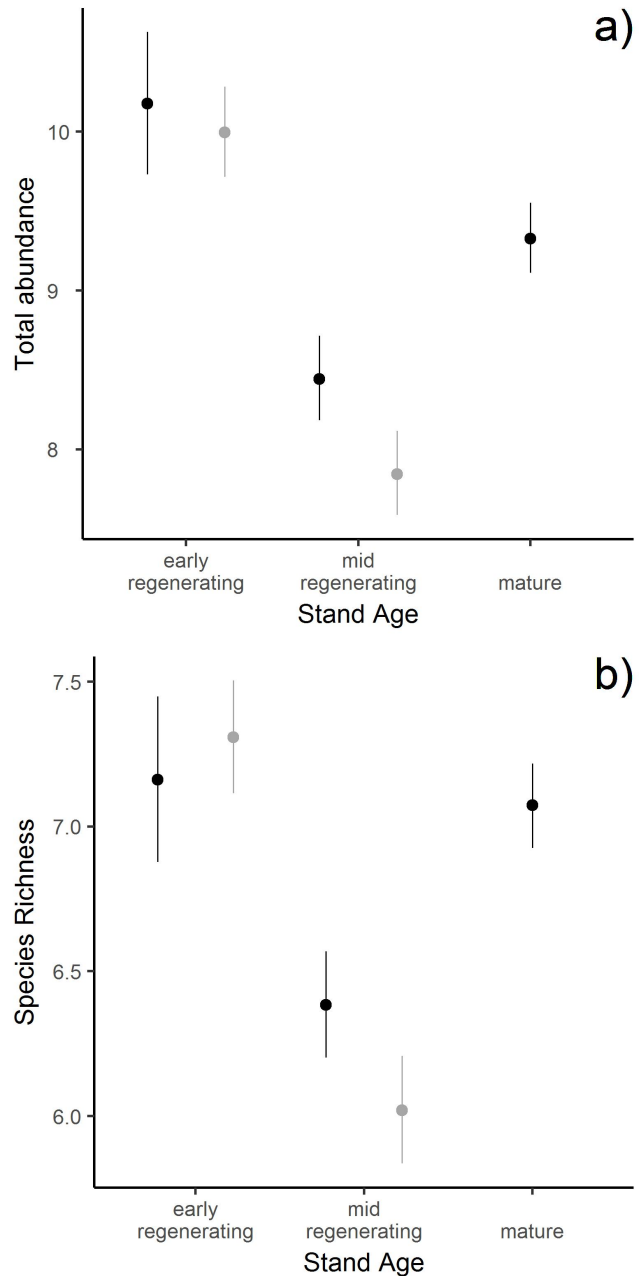 a)
10
9
8
Total abundance
early
regenerating
mid
regenerating
mature
Stand Age
b)
7.5
7.0
6.5
6.0
Species Richness
early
regenerating
mid
regenerating
mature
Stand Age